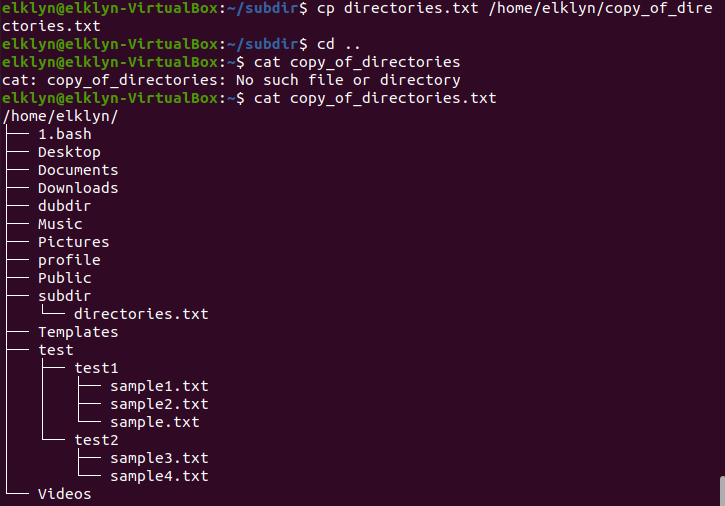 elklyn@elklyn-VirtualBox:~/subdir$ cp directories.txt /home/elklyn/copy_of_dire
ctories.txt
elklyn@elklyn-VirtualBox:~/subdir$ cd ..
elklyn@elklyn-VirtualBox:~$ cat copy_of_directories
cat: copy_of_directories: No such file or directory
elklyn@elklyn-VirtualBox:~$ cat copy_of_directories.txt
/home/elklyn/
├── 1.bash
├── Desktop
├── Documents
├── Downloads
├── dubdir
├── Music
├── Pictures
├── profile
├── Public
├── subdir
│   └── directories.txt
├── Templates
├── test
│   ├── test1
│   │   ├── sample1.txt
│   │   ├── sample2.txt
│   │   └── sample.txt
│   └── test2
│       ├── sample3.txt
│       └── sample4.txt
└── Videos